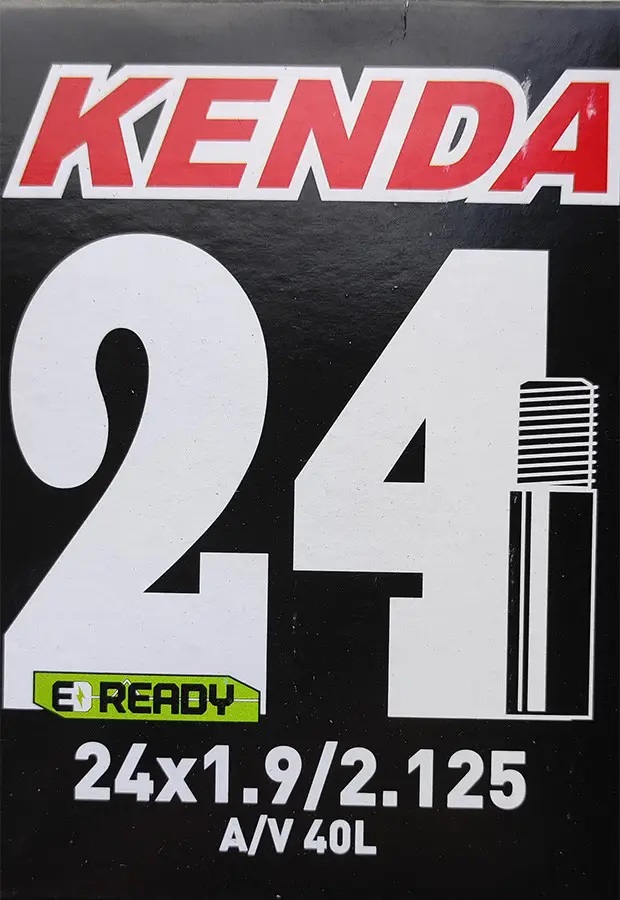 KENDA
24
E READY
24x1.9/2.125
A/V 40L